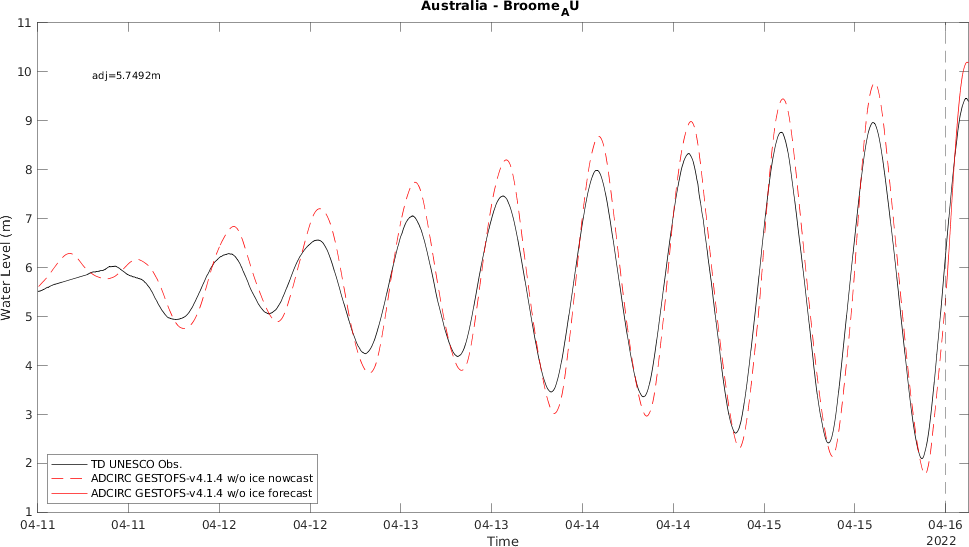 Australia - Broome_AU
11
10
9
8
7
6
5
4
3
2
1
Water Level (m)
adj=5.7492m
TD UNESCO Obs.
ADCIRC GESTOFS-v4.1.4 w/o ice nowcast
ADCIRC GESTOFS-v4.1.4 w/o ice forecast
04-11 04-11 04-12 04-12 04-13 04-13 04-14 04-14 04-15 04-15 04-16
Time 2022